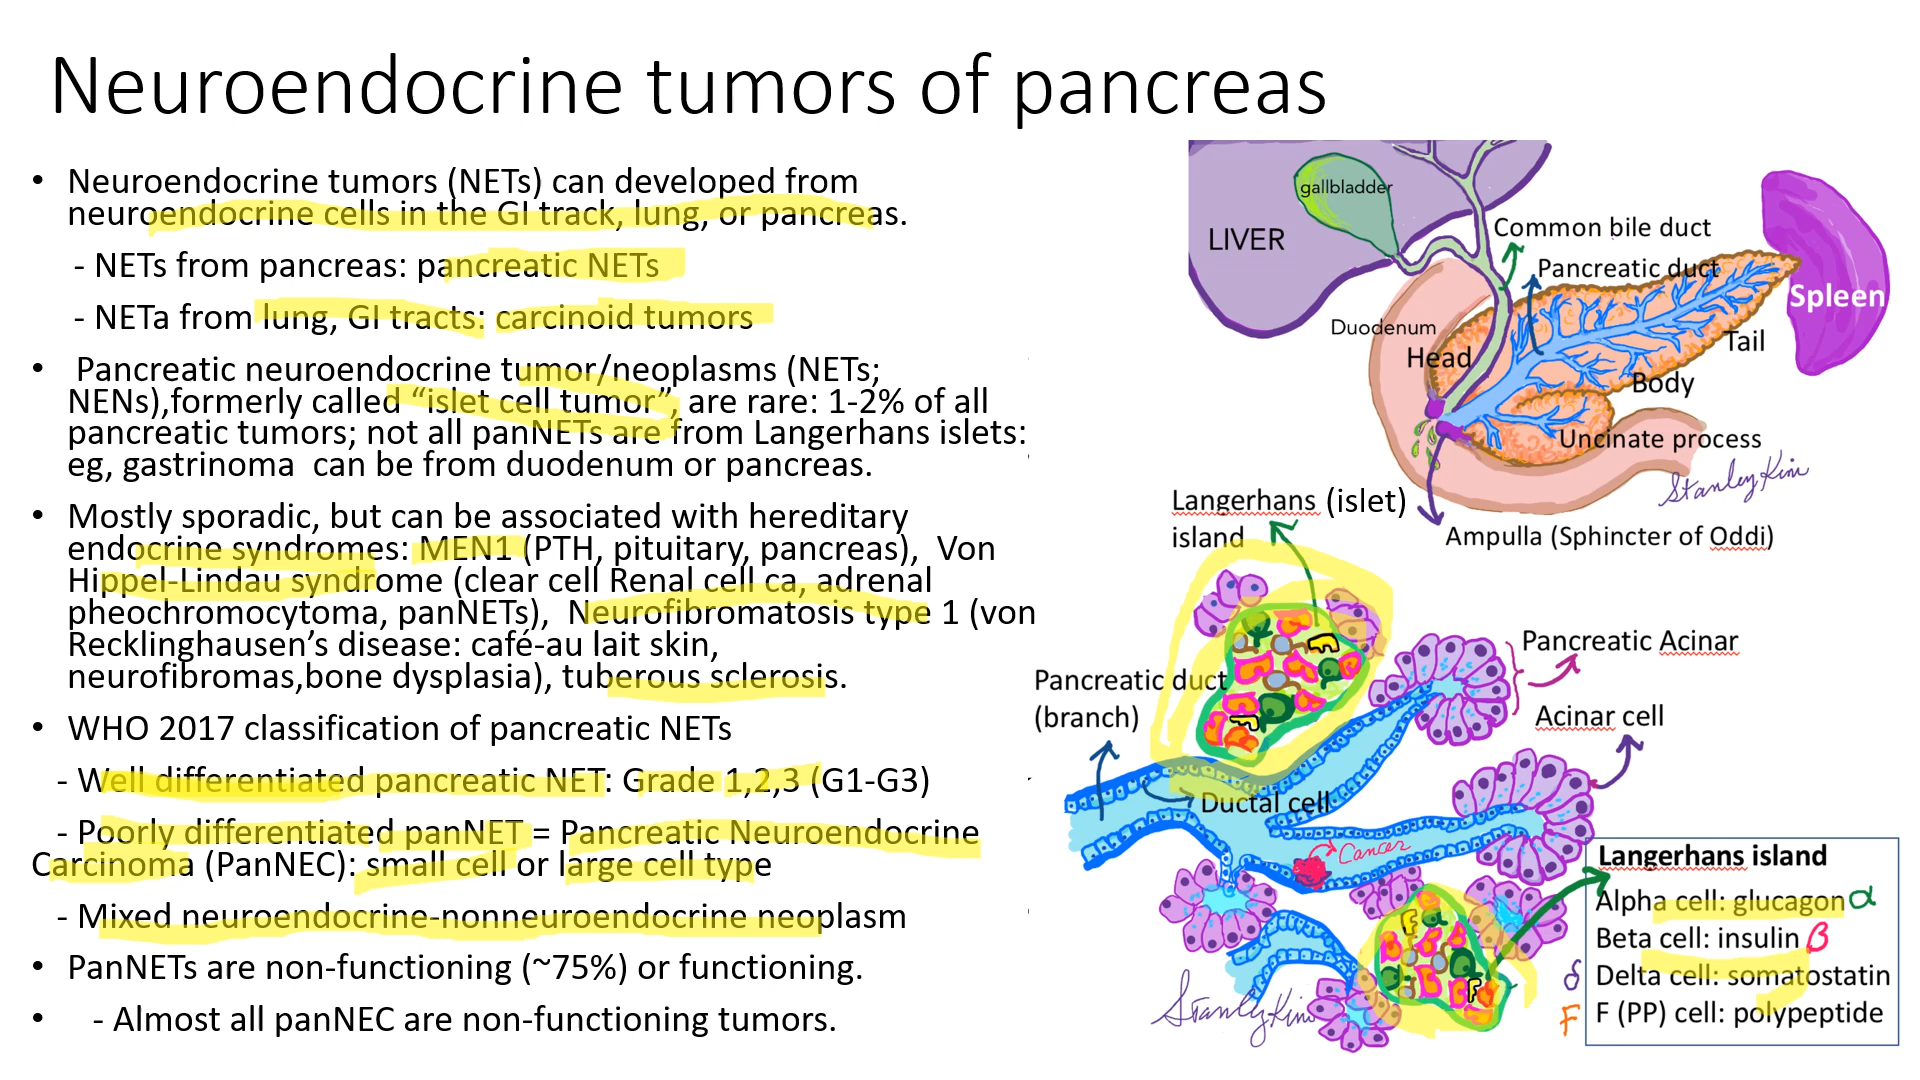 Neuroendocrine tumors of pancreas
• Neuroendocrine tumors (NETs) can developed from
neuroendocrine cells in the GI track, lung, or pancreas.
- NETs from pancreas: pancreatic NETs
- NETa from lung, GI tracts: carcinoid tumors
• Pancreatic neuroendocrine tumor/neoplasms (NETs;
NENs),formerly called “islet cell tumor”, are rare: 1-2% of all
pancreatic tumors; not all panNETs are from Langerhans islets:
eg, gastrinoma can be from duodenum or pancreas.
• Mostly sporadic, but can be associated with hereditary
endocrine syndromes: MEN1 (PTH, pituitary, pancreas), Von
Hippel-Lindau syndrome (clear cell Renal cell ca, adrenal
pheochromocytoma, panNETs), Neurofibromatosis type 1 (von
Recklinghausen’s disease: café-au lait skin,
neurofibromas,bone dysplasia), tuberous sclerosis.
• WHO 2017 classification of pancreatic NETs
- Well differentiated pancreatic NET: Grade 1,2,3 (G1-G3)
- Poorly differentiated panNET = Pancreatic Neuroendocrine
Carcinoma (PanNEC): small cell or large cell type
- Mixed neuroendocrine-nonneuroendocrine neoplasm
• PanNETs are non-functioning (~75%) or functioning.
• - Almost all panNEC are non-functioning tumors.
gallbladder
LIVER
Common bile duct
Pancreatic duct
Spleen
Duodenum
Head
Tail
Body
Uncinate process
Stanley Kim
Ampulla (Sphincter of Oddi)
Langerhans (islet)
island
Pancreatic Acinar
Pancreatic duct
(branch)
Acinar cell
Ductal cell
Cancer
F
F
F
F
Stanley Kim
Langerhans island
Alpha cell: glucagon α
Beta cell: insulin β
δ Delta cell: somatostatin
F F (PP) cell: polypeptide